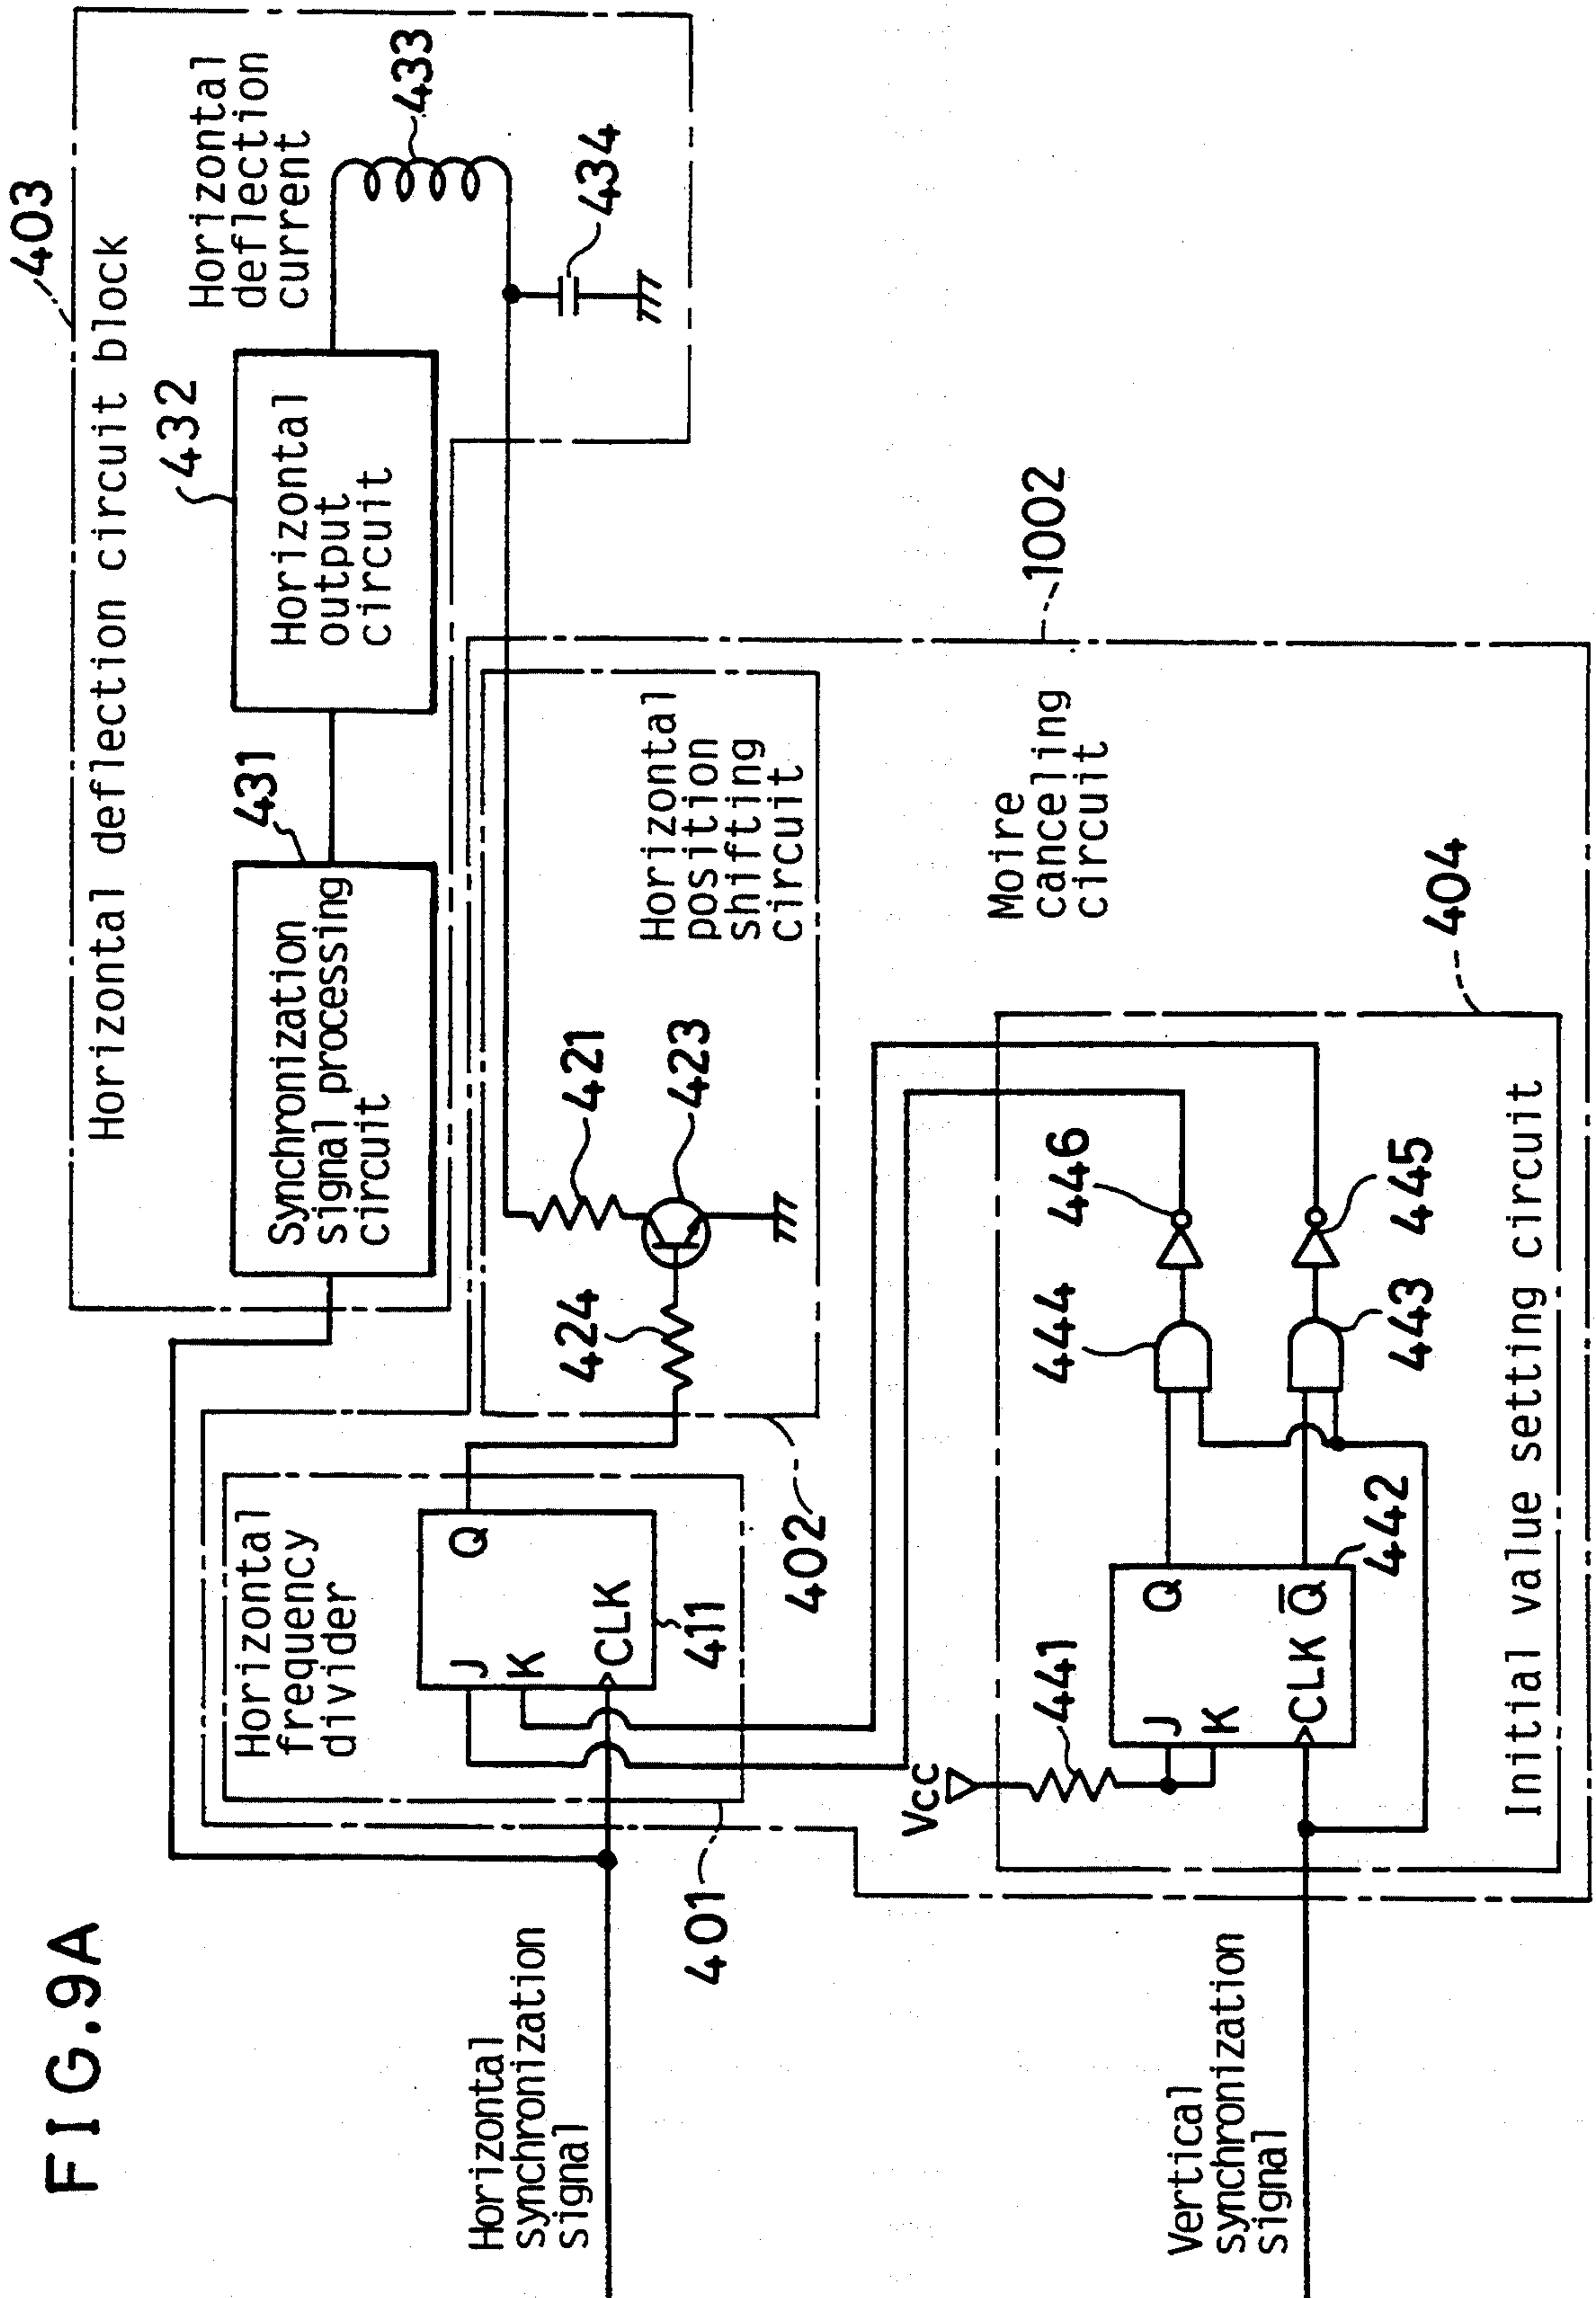 FIG.9A
403
Horizontal deflection circuit block
431
Synchronization
signal processing
circuit
432
Horizontal
output
circuit
Horizontal
deflection
current
433
434
Horizontal
synchronization
signal
401
Horizontal
frequency
divider
J
K
CLK
Q
411
402
424
421
423
Horizontal
position
shifting
circuit
1002
Moire
canceling
circuit
404
Vertical
synchronization
signal
Vcc
441
J
K
CLK
Q
Q̅
442
444
446
443
445
Initial value setting circuit